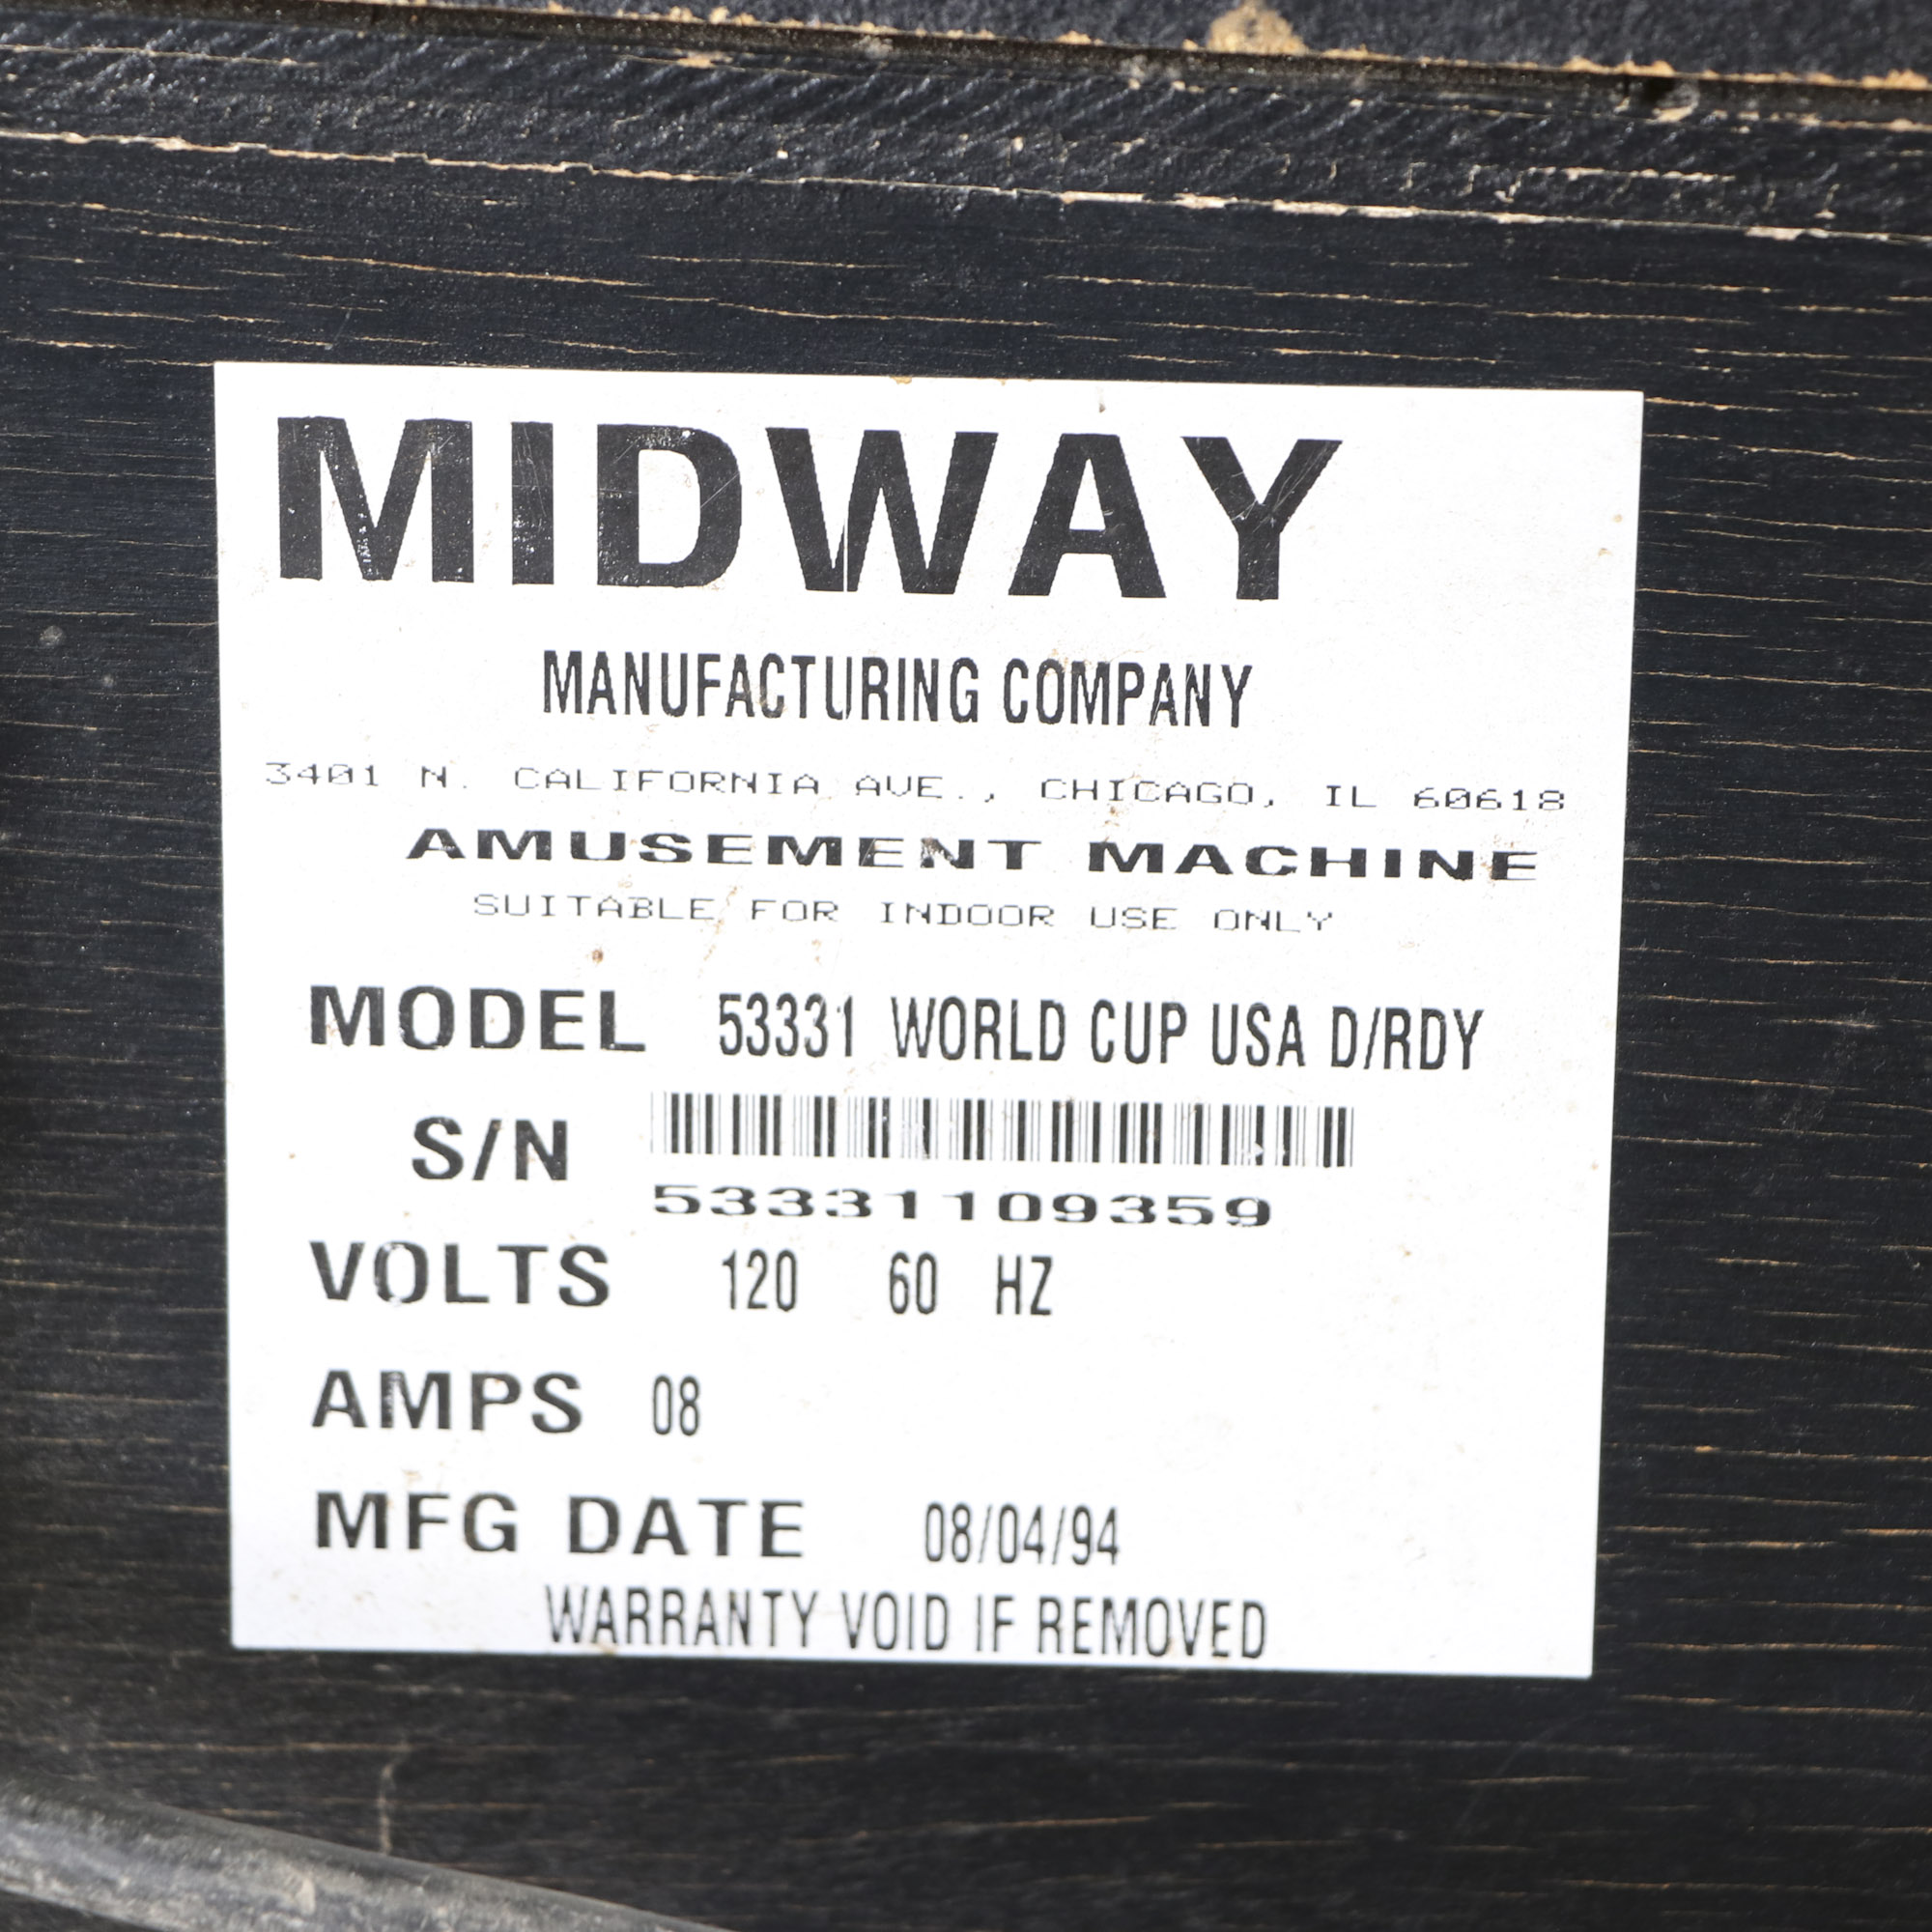 MIDWAY
MANUFACTURING COMPANY
3401 N. CALIFORNIA AVE., CHICAGO, IL 60618
AMUSEMENT MACHINE
SUITABLE FOR INDOOR USE ONLY
MODEL 53331 WORLD CUP USA D/RDY
S/N
53331109359
VOLTS 120 60 HZ
AMPS 08
MFG DATE 08/04/94
WARRANTY VOID IF REMOVED